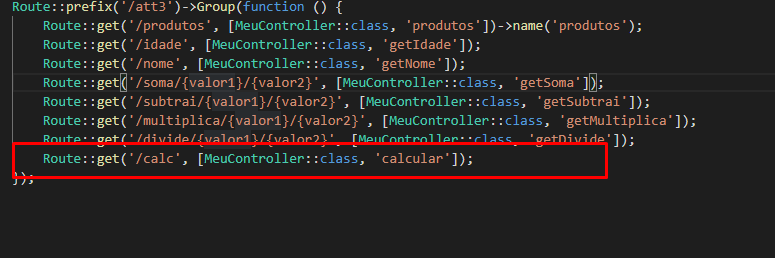 Route::prefix('/att3')->Group(function () {
Route::get('/produtos', [MeuController::class, 'produtos'])->name('produtos');
Route::get('/idade', [MeuController::class, 'getIdade']);
Route::get('/nome', [MeuController::class, 'getNome']);
Route::get('/soma/{valor1}/{valor2}', [MeuController::class, 'getSoma']);
Route::get('/subtrai/{valor1}/{valor2}', [MeuController::class, 'getSubtrai']);
Route::get('/multiplica/{valor1}/{valor2}', [MeuController::class, 'getMultiplica']);
Route::get('/divide/{valor1}/{valor2}', [MeuController::class, 'getDivide']);
Route::get('/calc', [MeuController::class, 'calcular']);
});